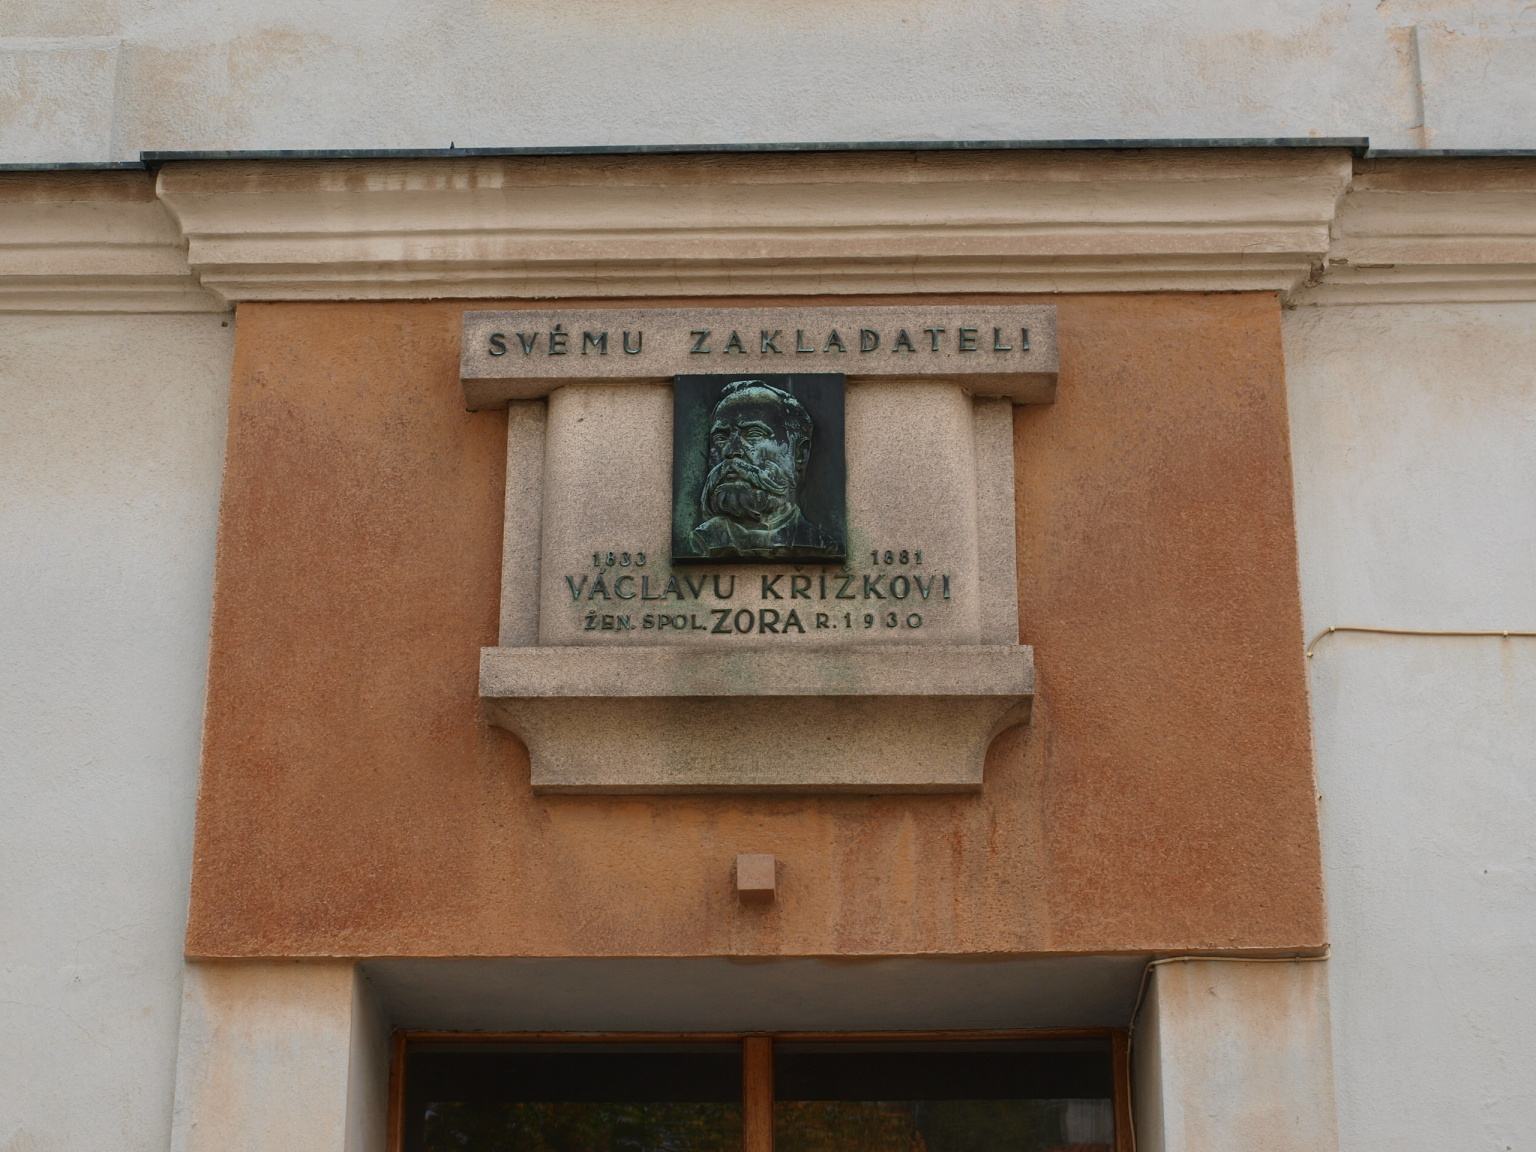 SVÉMU ZAKLADATELI
1833 1881
VÁCLAVU KŘÍŽKOVI
ŽEN. SPOL. ZORA R. 1930